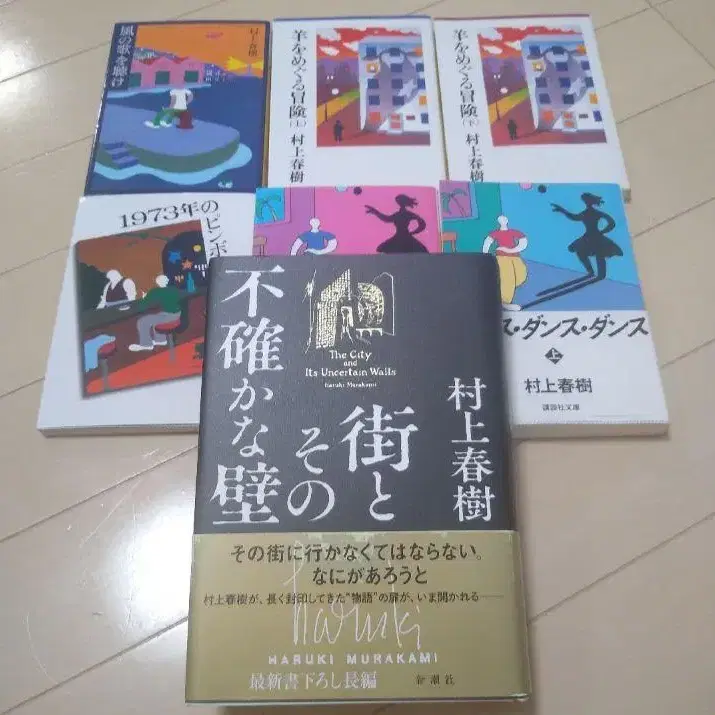 風の歌を聴け
村上春樹
羊をめぐる冒険(上)
村上春樹
羊をめぐる冒険(下)
村上春樹
1973年のピンボ
ス・ダンス・ダンス
上
村上春樹
講談社文庫
The City
and
Its Uncertain Walls
Haruki Murakami
街と
その
不確かな壁
村上春樹
その街に行かなくてはならない。
なにがあろうと
村上春樹が、長く封印してきた"物語"の扉が、いま開かれる
Haruki
HARUKI MURAKAMI
最新書下ろし長編
新潮社